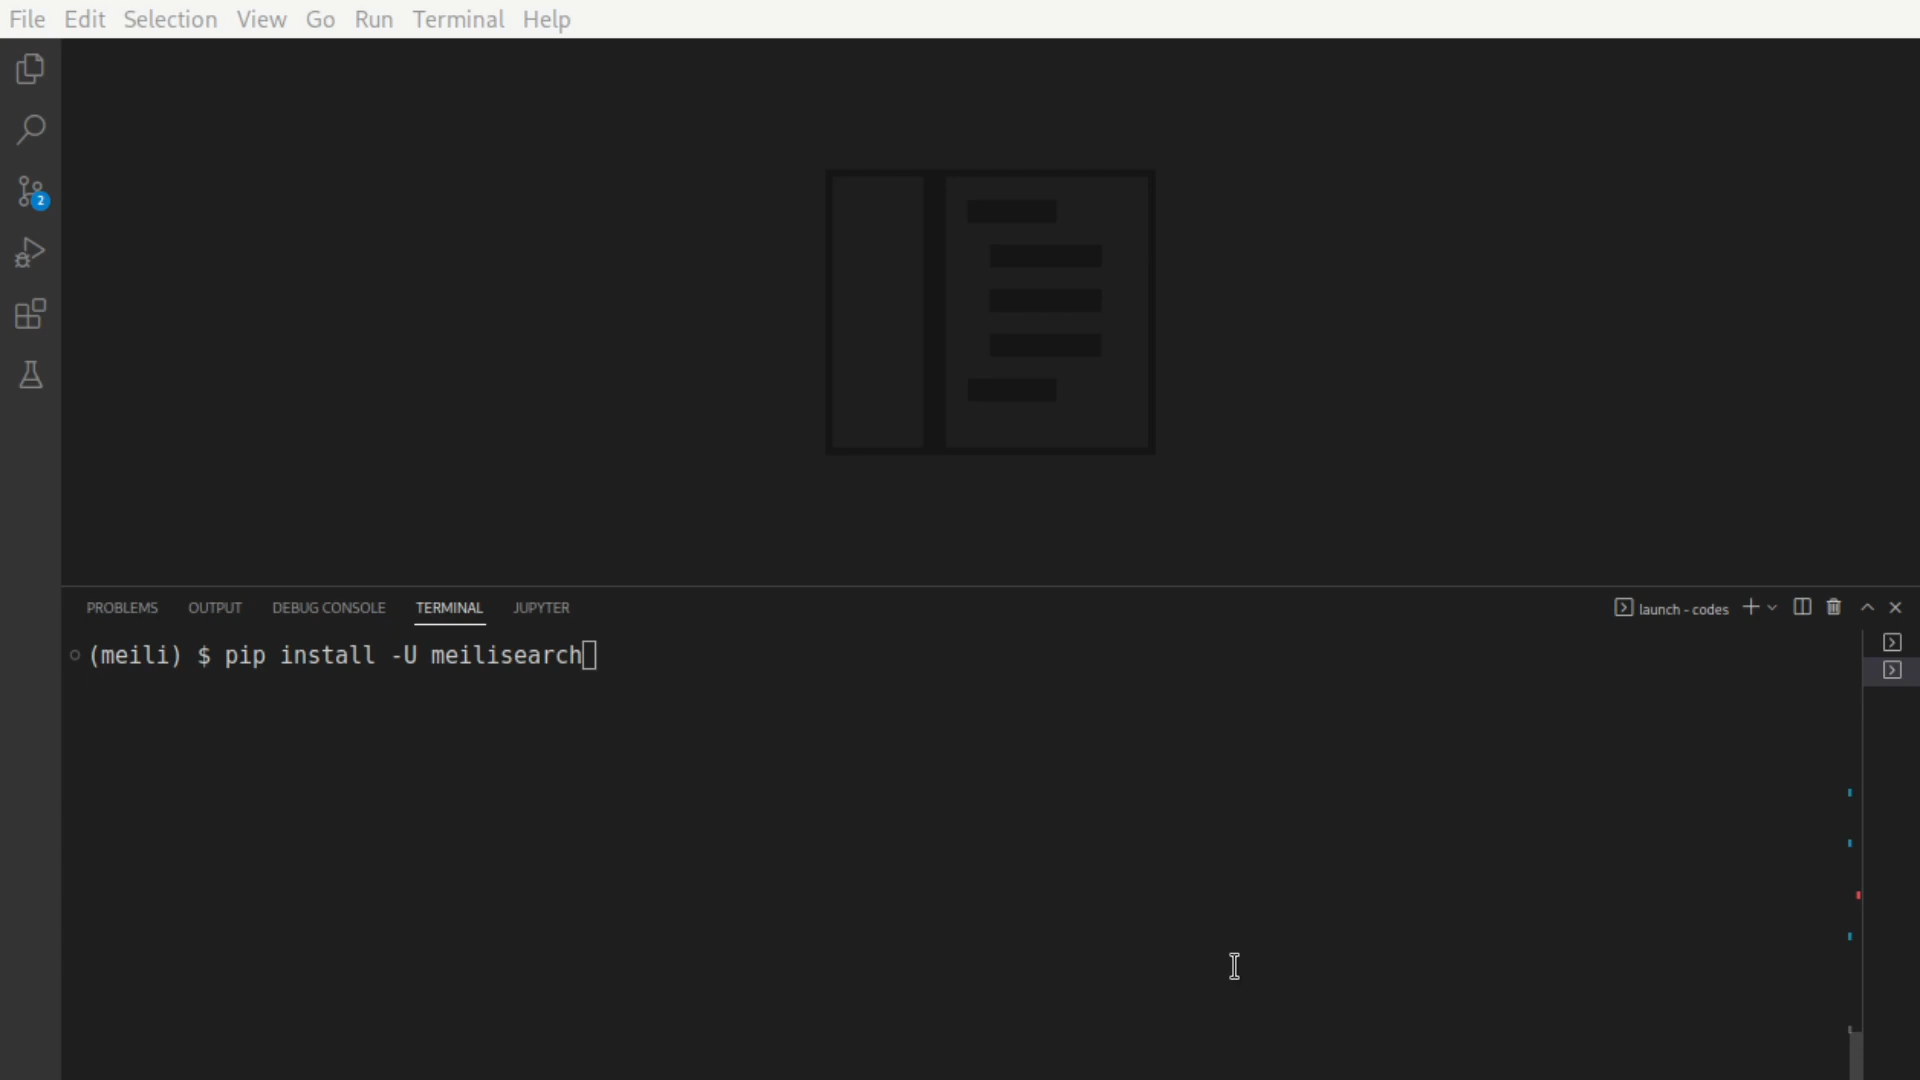 File Edit Selection View Go Run Terminal Help
2
PROBLEMS OUTPUT DEBUG CONSOLE TERMINAL JUPYTER launch - codes
(meili) $ pip install -U meilisearch